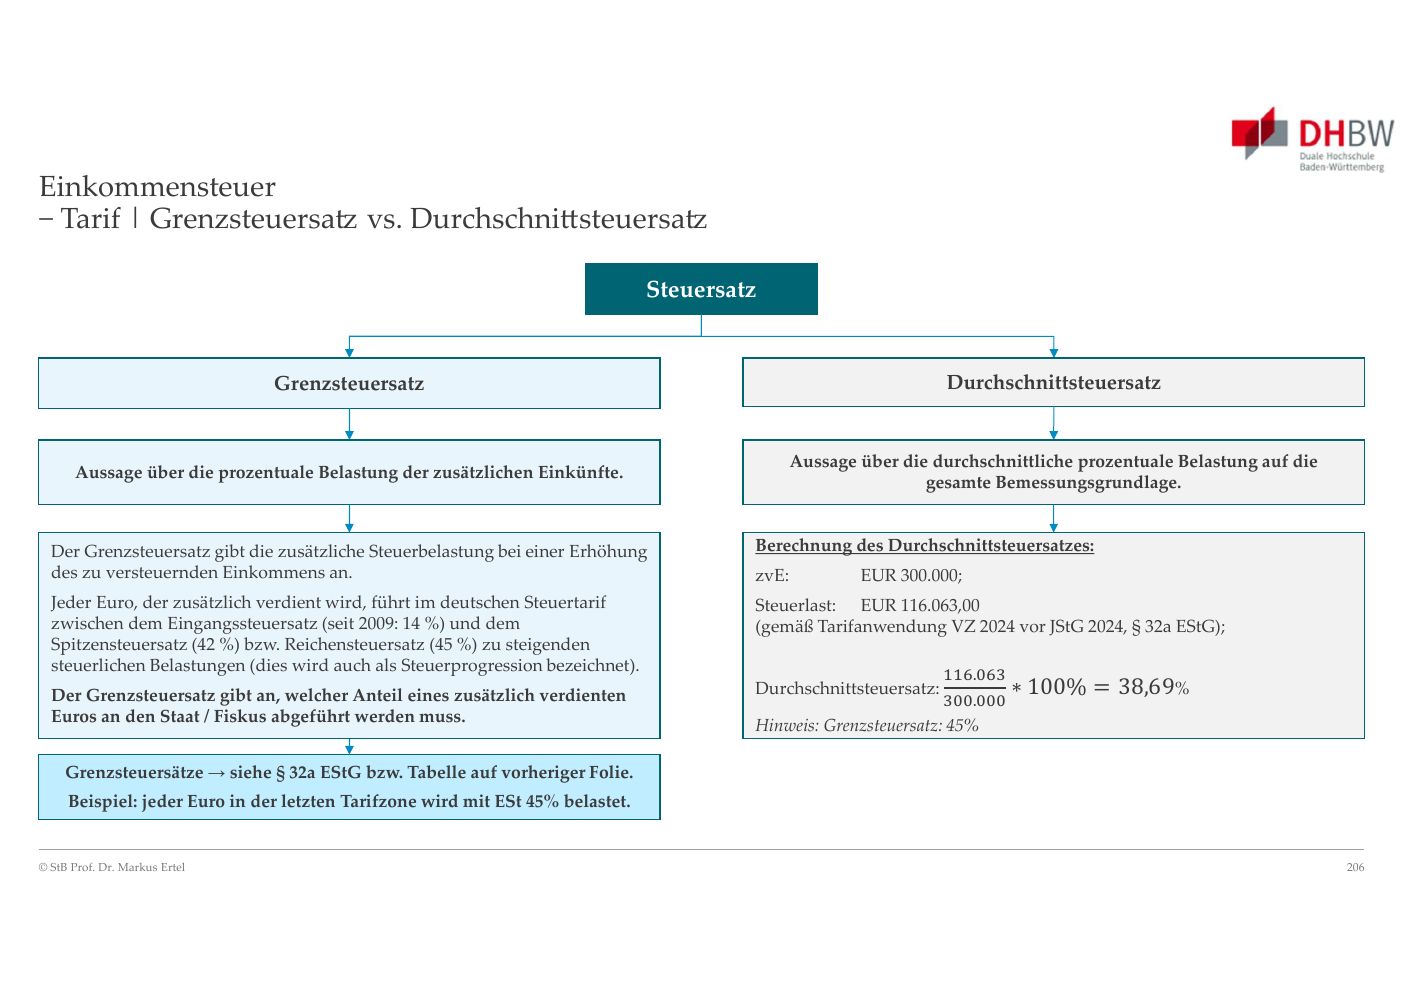 DHBW
Duale Hochschule
Baden-Württemberg
Einkommensteuer
– Tarif | Grenzsteuersatz vs. Durchschnittsteuersatz
Steuersatz
Grenzsteuersatz
Aussage über die prozentuale Belastung der zusätzlichen Einkünfte.
Der Grenzsteuersatz gibt die zusätzliche Steuerbelastung bei einer Erhöhung
des zu versteuernden Einkommens an.
Jeder Euro, der zusätzlich verdient wird, führt im deutschen Steuertarif
zwischen dem Eingangssteuersatz (seit 2009: 14 %) und dem
Spitzensteuersatz (42 %) bzw. Reichensteuersatz (45 %) zu steigenden
steuerlichen Belastungen (dies wird auch als Steuerprogression bezeichnet).
Der Grenzsteuersatz gibt an, welcher Anteil eines zusätzlich verdienten
Euros an den Staat / Fiskus abgeführt werden muss.
Grenzsteuersätze → siehe § 32a EStG bzw. Tabelle auf vorheriger Folie.
Beispiel: jeder Euro in der letzten Tarifzone wird mit ESt 45% belastet.
Durchschnittsteuersatz
Aussage über die durchschnittliche prozentuale Belastung auf die
gesamte Bemessungsgrundlage.
Berechnung des Durchschnittsteuersatzes:
zvE: EUR 300.000;
Steuerlast: EUR 116.063,00
(gemäß Tarifanwendung VZ 2024 vor JStG 2024, § 32a EStG);
Durchschnittsteuersatz: 116.063/300.000 * 100% = 38,69%
Hinweis: Grenzsteuersatz: 45%
© StB Prof. Dr. Markus Ertel
206